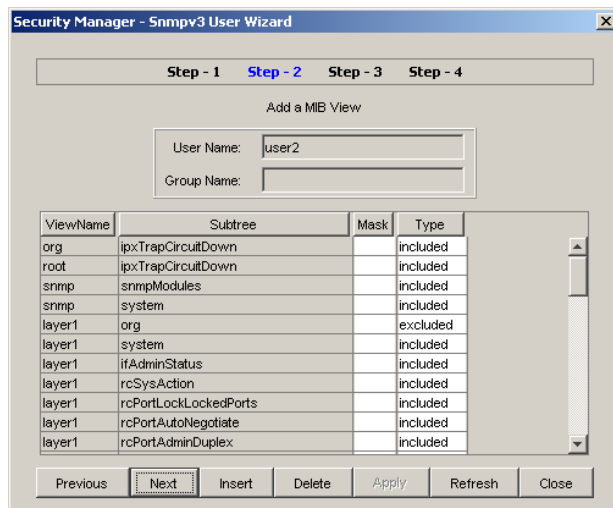 Security Manager - Snmpv3 User Wizard
Step - 1 Step - 2 Step - 3 Step - 4
Add a MIB View
User Name: user2
Group Name:
ViewName Subtree Mask Type
org ipxTrapCircuitDown included
root ipxTrapCircuitDown included
snmp snmpModules included
snmp system included
layer1 org excluded
layer1 system included
layer1 ifAdminStatus included
layer1 rcSysAction included
layer1 rcPortLockLockedPorts included
layer1 rcPortAutoNegotiate included
layer1 rcPortAdminDuplex included
Previous Next Insert Delete Apply Refresh Close